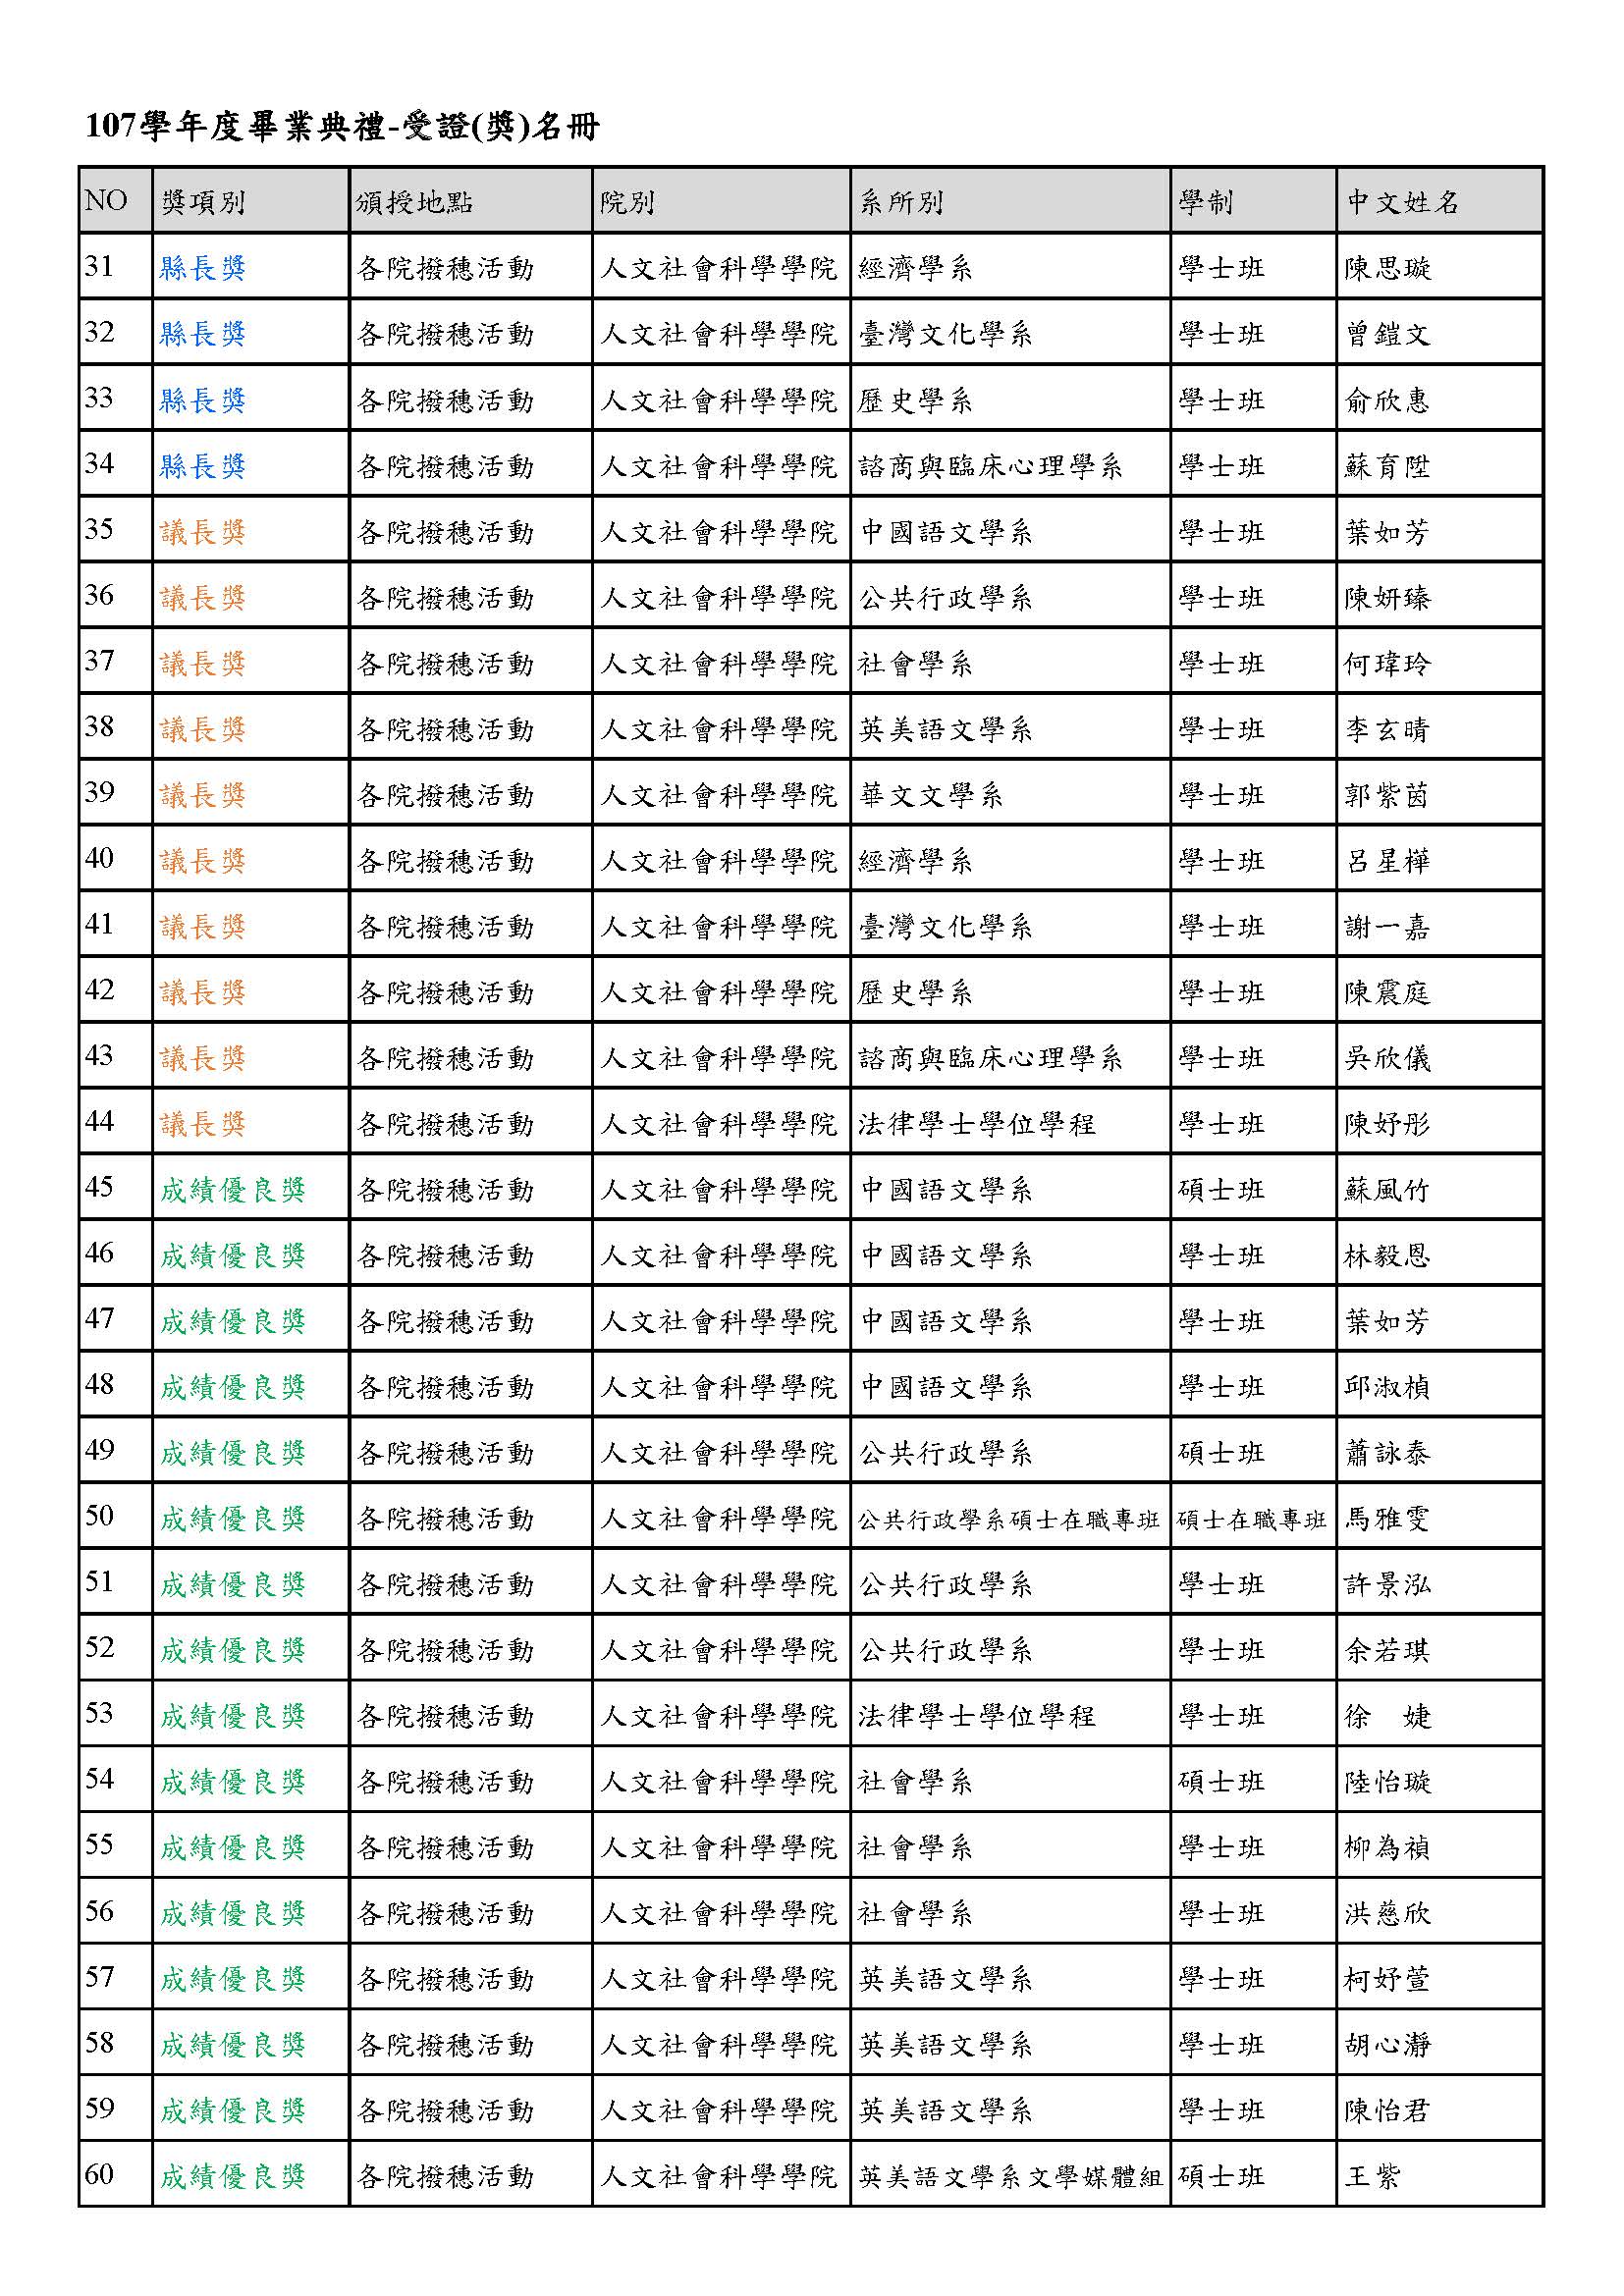 107學年度畢業典禮-受證(獎)名冊
NO 獎項別 頒授地點 院別 系所別 學制 中文姓名
31 縣長獎 各院撥穗活動 人文社會科學學院 經濟學系 學士班 陳思璇
32 縣長獎 各院撥穗活動 人文社會科學學院 臺灣文化學系 學士班 曾鎧文
33 縣長獎 各院撥穗活動 人文社會科學學院 歷史學系 學士班 俞欣惠
34 縣長獎 各院撥穗活動 人文社會科學學院 諮商與臨床心理學系 學士班 蘇育陞
35 議長獎 各院撥穗活動 人文社會科學學院 中國語文學系 學士班 葉如芳
36 議長獎 各院撥穗活動 人文社會科學學院 公共行政學系 學士班 陳妍臻
37 議長獎 各院撥穗活動 人文社會科學學院 社會學系 學士班 何瑋玲
38 議長獎 各院撥穗活動 人文社會科學學院 英美語文學系 學士班 李玄晴
39 議長獎 各院撥穗活動 人文社會科學學院 華文文學系 學士班 郭紫茵
40 議長獎 各院撥穗活動 人文社會科學學院 經濟學系 學士班 呂星樺
41 議長獎 各院撥穗活動 人文社會科學學院 臺灣文化學系 學士班 謝一嘉
42 議長獎 各院撥穗活動 人文社會科學學院 歷史學系 學士班 陳震庭
43 議長獎 各院撥穗活動 人文社會科學學院 諮商與臨床心理學系 學士班 吳欣儀
44 議長獎 各院撥穗活動 人文社會科學學院 法律學士學位學程 學士班 陳妤彤
45 成績優良獎 各院撥穗活動 人文社會科學學院 中國語文學系 碩士班 蘇風竹
46 成績優良獎 各院撥穗活動 人文社會科學學院 中國語文學系 學士班 林毅恩
47 成績優良獎 各院撥穗活動 人文社會科學學院 中國語文學系 學士班 葉如芳
48 成績優良獎 各院撥穗活動 人文社會科學學院 中國語文學系 學士班 邱淑楨
49 成績優良獎 各院撥穗活動 人文社會科學學院 公共行政學系 碩士班 蕭詠泰
50 成績優良獎 各院撥穗活動 人文社會科學學院 公共行政學系碩士在職專班 碩士在職專班 馬雅雯
51 成績優良獎 各院撥穗活動 人文社會科學學院 公共行政學系 學士班 許景泓
52 成績優良獎 各院撥穗活動 人文社會科學學院 公共行政學系 學士班 余若琪
53 成績優良獎 各院撥穗活動 人文社會科學學院 法律學士學位學程 學士班 徐　婕
54 成績優良獎 各院撥穗活動 人文社會科學學院 社會學系 碩士班 陸怡璇
55 成績優良獎 各院撥穗活動 人文社會科學學院 社會學系 學士班 柳為禎
56 成績優良獎 各院撥穗活動 人文社會科學學院 社會學系 學士班 洪慈欣
57 成績優良獎 各院撥穗活動 人文社會科學學院 英美語文學系 學士班 柯妤萱
58 成績優良獎 各院撥穗活動 人文社會科學學院 英美語文學系 學士班 胡心瀞
59 成績優良獎 各院撥穗活動 人文社會科學學院 英美語文學系 學士班 陳怡君
60 成績優良獎 各院撥穗活動 人文社會科學學院 英美語文學系文學媒體組 碩士班 王紫